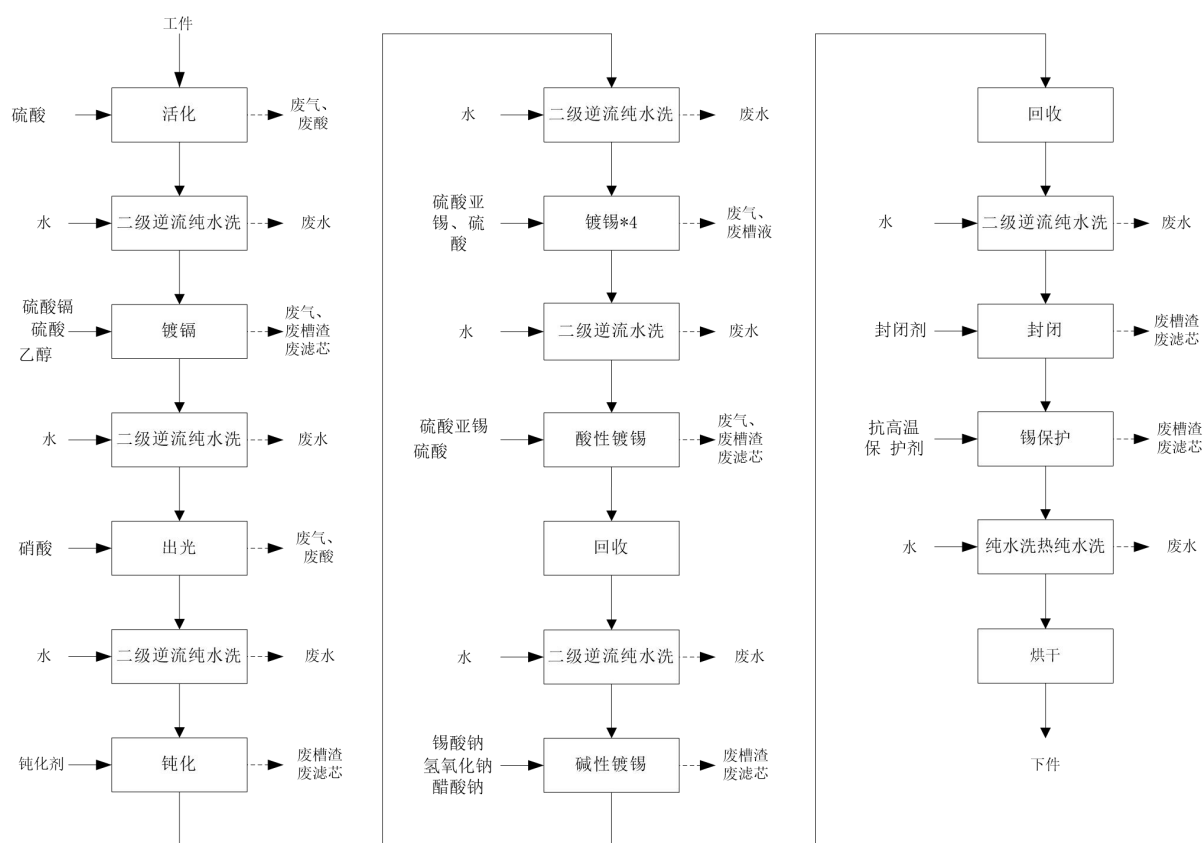 工件
硫酸
活化
废气、
废酸
水
二级逆流纯水洗
废水
硫酸镉
硫酸
乙醇
镀镉
废气、
废槽渣
废滤芯
水
二级逆流纯水洗
废水
硝酸
出光
废气、
废酸
水
二级逆流纯水洗
废水
钝化剂
钝化
废槽渣
废滤芯
水
二级逆流纯水洗
废水
硫酸亚
锡、硫
酸
镀锡*4
废气、
废槽液
水
二级逆流水洗
废水
硫酸亚锡
硫酸
酸性镀锡
废气、
废槽渣
废滤芯
回收
水
二级逆流纯水洗
废水
锡酸钠
氢氧化钠
醋酸钠
碱性镀锡
废槽渣
废滤芯
回收
水
二级逆流纯水洗
废水
封闭剂
封闭
废槽渣
废滤芯
抗高温
保 护剂
锡保护
废槽渣
废滤芯
水
纯水洗热纯水洗
废水
烘干
下件